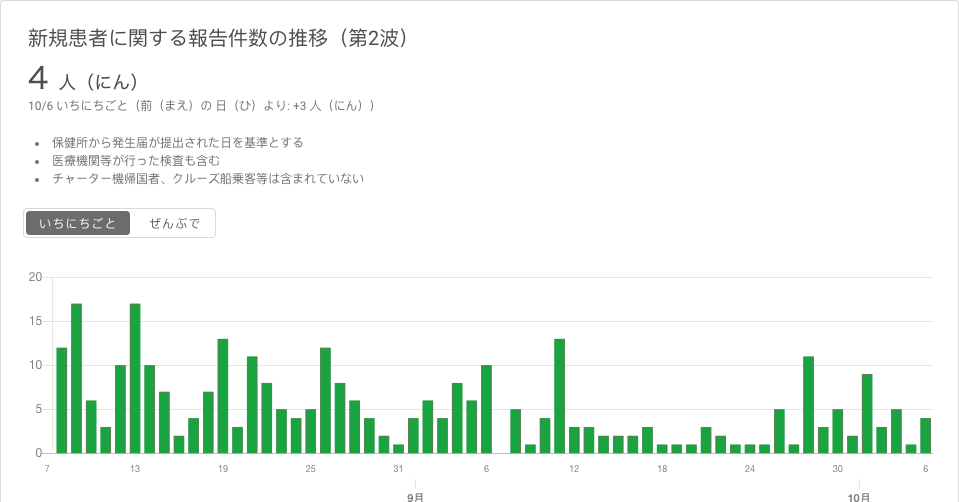 新規患者に関する報告件数の推移（第2波）
4 人（にん）
10/6 いちにちごと（前（まえ）の 日（ひ）より: +3 人（にん））
保健所から発生届が提出された日を基準とする
医療機関等が行った検査も含む
チャーター機帰国者、クルーズ船乗客等は含まれていない
いちにちごと ぜんぶで
20
15
10
5
0
7 13 19 25 31 6 12 18 24 30 6
9月 10月